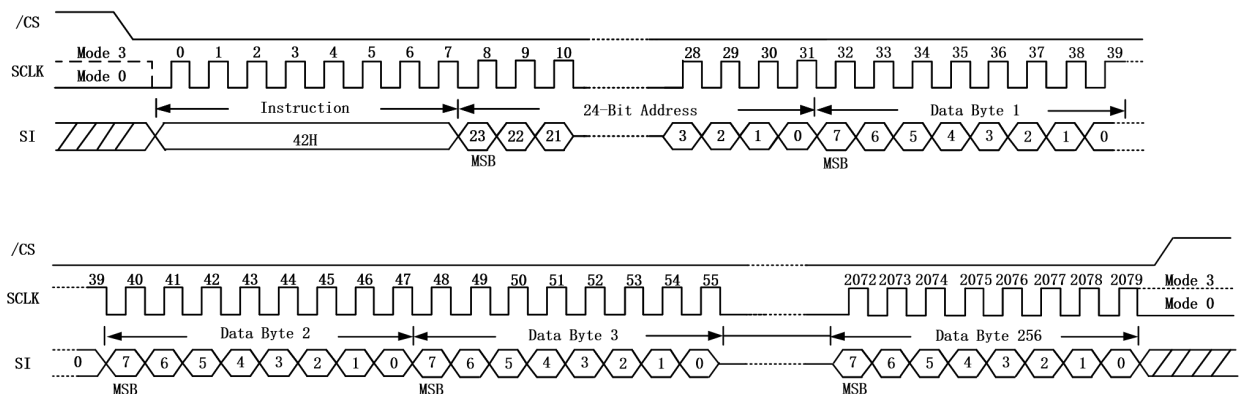 /CS
Mode 3 0 1 2 3 4 5 6 7 8 9 10 28 29 30 31 32 33 34 35 36 37 38 39
SCLK Mode 0
Instruction 24-Bit Address Data Byte 1
SI 42H 23 22 21 3 2 1 0 7 6 5 4 3 2 1 0
MSB MSB
/CS
39 40 41 42 43 44 45 46 47 48 49 50 51 52 53 54 55 2072 2073 2074 2075 2076 2077 2078 2079 Mode 3
SCLK Mode 0
Data Byte 2 Data Byte 3 Data Byte 256
SI 0 7 6 5 4 3 2 1 0 7 6 5 4 3 2 1 0 7 6 5 4 3 2 1 0
MSB MSB MSB